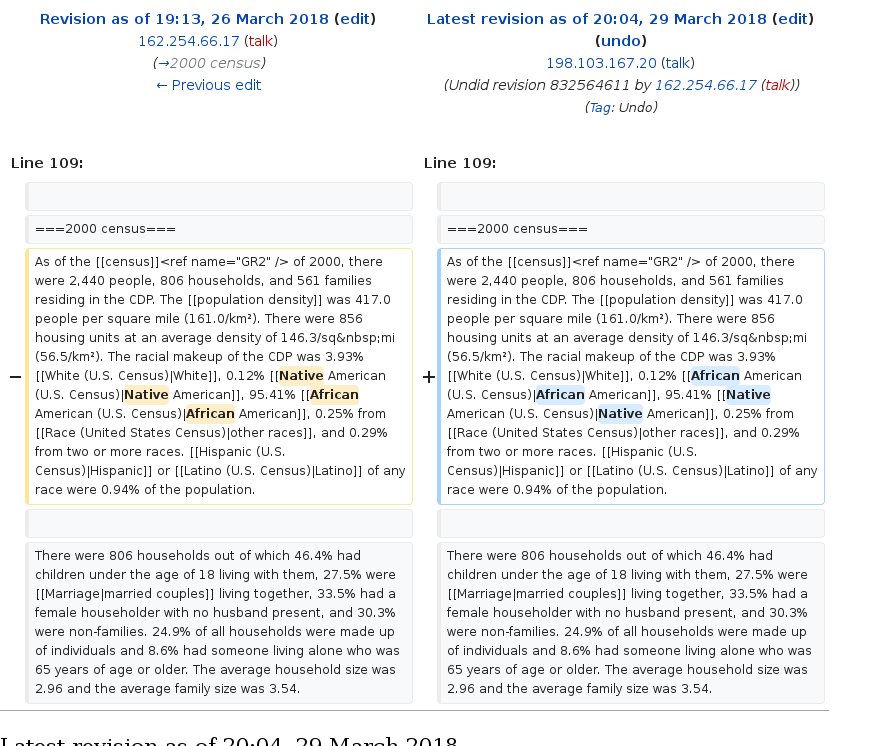 Revision as of 19:13, 26 March 2018 (edit)
162.254.66.17 (talk)
(→2000 census)
← Previous edit
Latest revision as of 20:04, 29 March 2018 (edit)
(undo)
198.103.167.20 (talk)
(Undid revision 832564611 by 162.254.66.17 (talk))
(Tag: Undo)
Line 109:
Line 109:
===2000 census===
===2000 census===
−
As of the [[census]]<ref name="GR2" /> of 2000, there
were 2,440 people, 806 households, and 561 families
residing in the CDP. The [[population density]] was 417.0
people per square mile (161.0/km²). There were 856
housing units at an average density of 146.3/sq&nbsp;mi
(56.5/km²). The racial makeup of the CDP was 3.93%
[[White (U.S. Census)|White]], 0.12% [[Native American
(U.S. Census)|Native American]], 95.41% [[African
American (U.S. Census)|African American]], 0.25% from
[[Race (United States Census)|other races]], and 0.29%
from two or more races. [[Hispanic (U.S.
Census)|Hispanic]] or [[Latino (U.S. Census)|Latino]] of any
race were 0.94% of the population.
+
As of the [[census]]<ref name="GR2" /> of 2000, there
were 2,440 people, 806 households, and 561 families
residing in the CDP. The [[population density]] was 417.0
people per square mile (161.0/km²). There were 856
housing units at an average density of 146.3/sq&nbsp;mi
(56.5/km²). The racial makeup of the CDP was 3.93%
[[White (U.S. Census)|White]], 0.12% [[African American
(U.S. Census)|African American]], 95.41% [[Native
American (U.S. Census)|Native American]], 0.25% from
[[Race (United States Census)|other races]], and 0.29%
from two or more races. [[Hispanic (U.S.
Census)|Hispanic]] or [[Latino (U.S. Census)|Latino]] of any
race were 0.94% of the population.
There were 806 households out of which 46.4% had
children under the age of 18 living with them, 27.5% were
[[Marriage|married couples]] living together, 33.5% had a
female householder with no husband present, and 30.3%
were non-families. 24.9% of all households were made up
of individuals and 8.6% had someone living alone who was
65 years of age or older. The average household size was
2.96 and the average family size was 3.54.
There were 806 households out of which 46.4% had
children under the age of 18 living with them, 27.5% were
[[Marriage|married couples]] living together, 33.5% had a
female householder with no husband present, and 30.3%
were non-families. 24.9% of all households were made up
of individuals and 8.6% had someone living alone who was
65 years of age or older. The average household size was
2.96 and the average family size was 3.54.
Latest revision as of 20:04, 29 March 2018